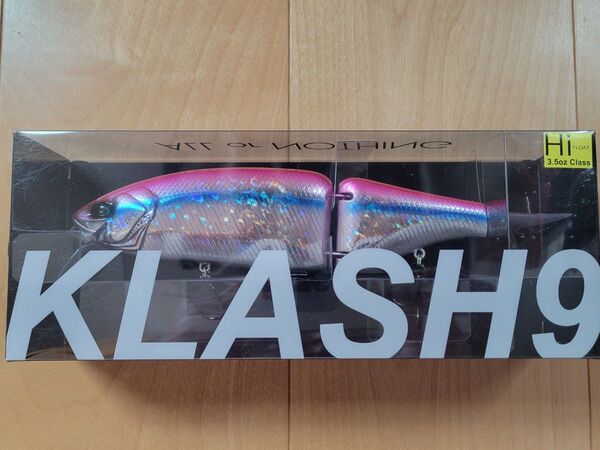 ALL or NOTHING
Hi FLOAT
3.5oz Class
KLASH9